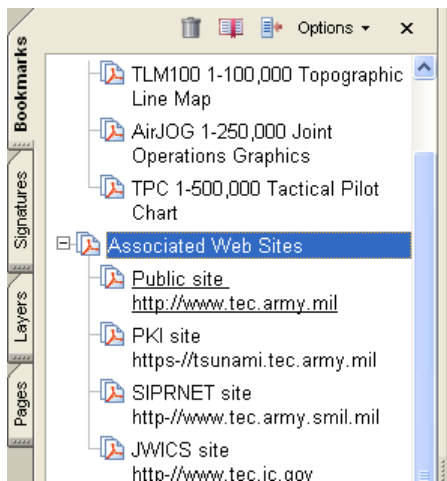 Options
Bookmarks
Signatures
Layers
Pages
TLM100 1-100,000 Topographic
Line Map
AirJOG 1-250,000 Joint
Operations Graphics
TPC 1-500,000 Tactical Pilot
Chart
Associated Web Sites
Public site
http://www.tec.army.mil
PKI site
https-//tsunami.tec.army.mil
SIPRNET site
http-//www.tec.army.smil.mil
JWICS site
http-//www.tec.ic.gov